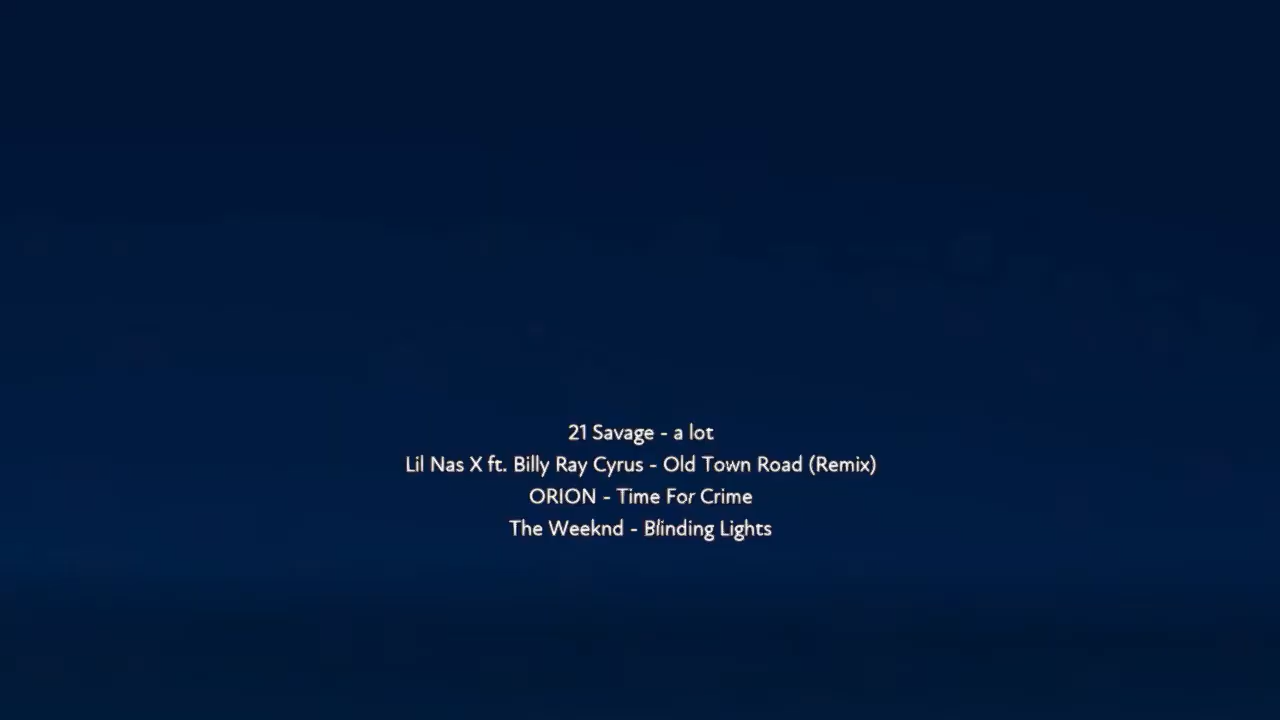 21 Savage - a lot
Lil Nas X ft. Billy Ray Cyrus - Old Town Road (Remix)
ORION - Time For Crime
The Weeknd - Blinding Lights